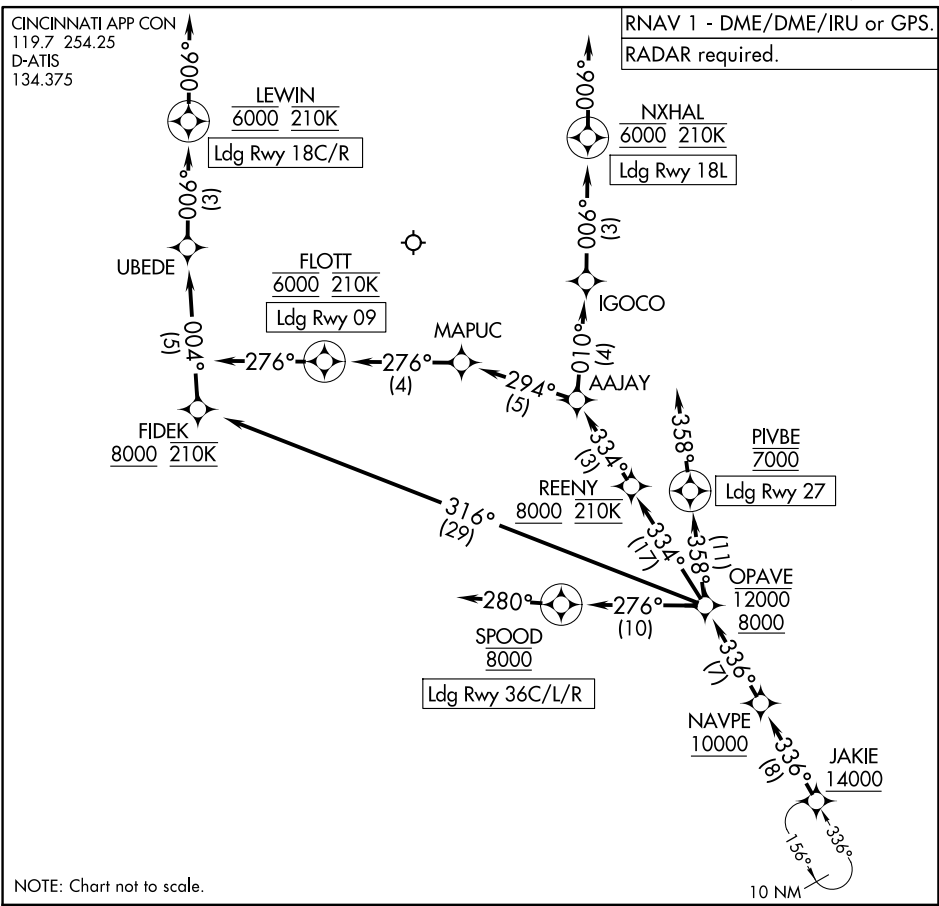 CINCINNATI APP CON
119.7 254.25
D-ATIS
134.375
RNAV 1 - DME/DME/IRU or GPS.
RADAR required.
006°
LEWIN
6000 210K
Ldg Rwy 18C/R
006°
(3)
UBEDE
004°
(5)
FIDEK
8000 210K
006°
NXHAL
6000 210K
Ldg Rwy 18L
006°
(3)
IGOCO
010°
(4)
AAJAY
FLOTT
6000 210K
Ldg Rwy 09
276°
276°
(4)
MAPUC
294°
(5)
334°
(3)
REENY
8000 210K
334°
(17)
358°
PIVBE
7000
Ldg Rwy 27
358°
(11)
316°
(29)
OPAVE
12000
8000
280°
276°
(10)
SPOOD
8000
Ldg Rwy 36C/L/R
336°
(7)
NAVPE
10000
336°
(8)
JAKIE
14000
156°
336°
10 NM
NOTE: Chart not to scale.